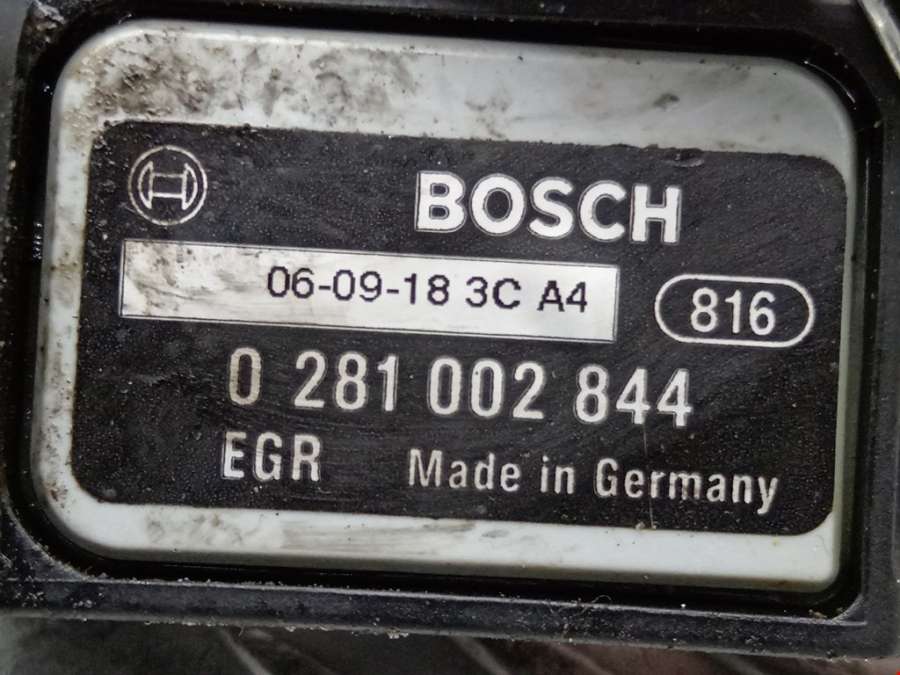 BOSCH
06-09-18 3C A4
816
0 281 002 844
EGR Made in Germany